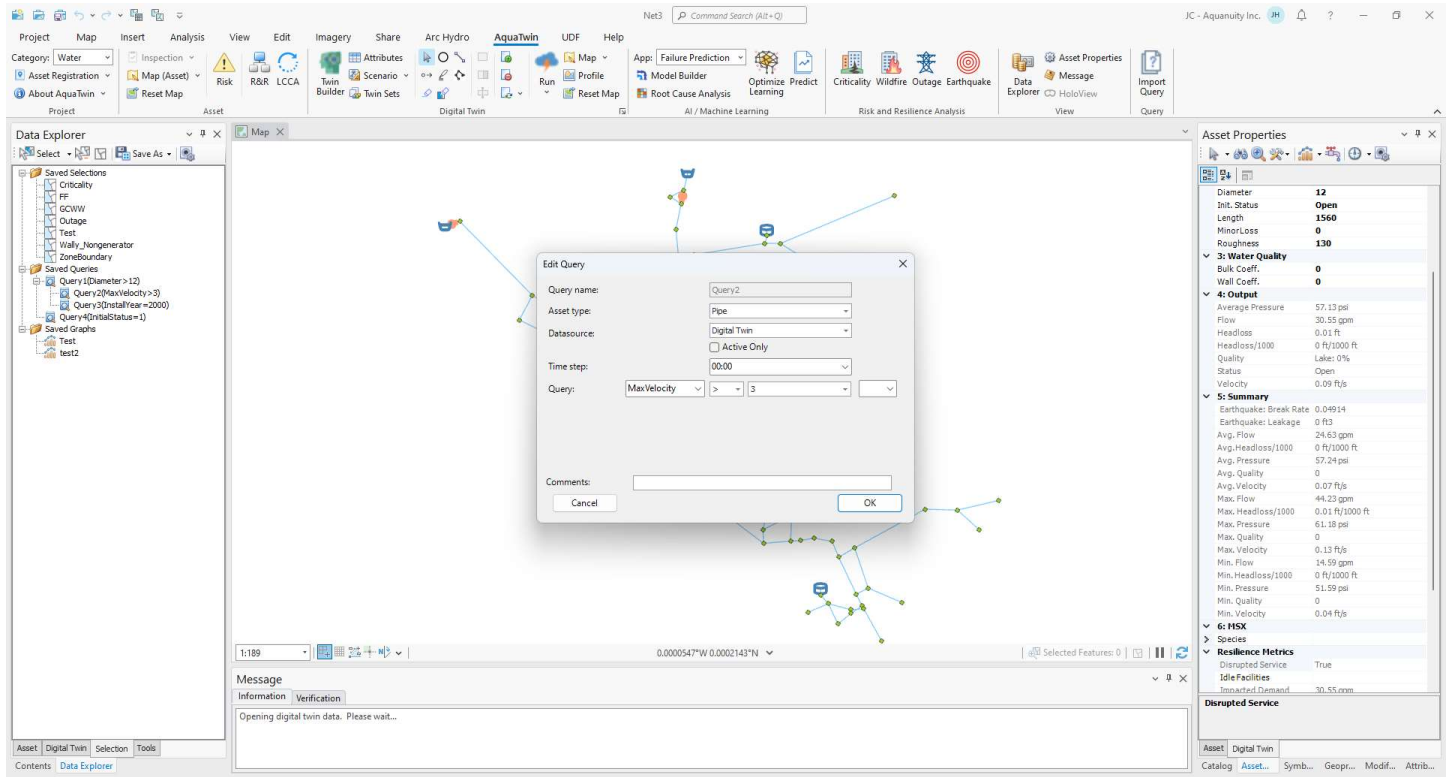 Net3
Command Search (Alt+Q)
JC - Aquanuity Inc.
JH
?
Project Map Insert Analysis View Edit Imagery Share Arc Hydro AquaTwin UDF Help
Category: Water
Asset Registration
About AquaTwin
Project
Inspection
Map (Asset)
Reset Map
Risk
R&R
LCCA
Asset
Twin Builder
Attributes
Scenario
Twin Sets
Digital Twin
Run
Map
Profile
Reset Map
App: Failure Prediction
Model Builder
Root Cause Analysis
Optimize Learning
Predict
AI / Machine Learning
Criticality
Wildfire
Outage
Earthquake
Risk and Resilience Analysis
Data Explorer
Asset Properties
Message
HoloView
View
Import Query
Query
Data Explorer
Select
Save As
Saved Selections
Criticality
FF
GCWW
Outage
Test
Wally_Nongenerator
ZoneBoundary
Saved Queries
Query1(Diameter>12)
Query2(MaxVelocity>3)
Query3(InstallYear=2000)
Query4(InitialStatus=1)
Saved Graphs
Test
test2
Asset Digital Twin Selection Tools
Contents Data Explorer
Map
Edit Query
Query name: Query2
Asset type: Pipe
Datasource: Digital Twin
Active Only
Time step: 00:00
Query: MaxVelocity > 3
Comments:
Cancel OK
1:189
N
0.0000547°W 0.0002143°N
Selected Features: 0
Message
Information Verification
Opening digital twin data. Please wait...
Asset Properties
Diameter 12
Init. Status Open
Length 1560
MinorLoss 0
Roughness 130
3: Water Quality
Bulk Coeff. 0
Wall Coeff. 0
4: Output
Average Pressure 57.13 psi
Flow 30.55 gpm
Headloss 0.01 ft
Headloss/1000 0 ft/1000 ft
Quality Lake: 0%
Status Open
Velocity 0.09 ft/s
5: Summary
Earthquake: Break Rate 0.04914
Earthquake: Leakage 0 ft3
Avg. Flow 24.63 gpm
Avg.Headloss/1000 0 ft/1000 ft
Avg. Pressure 57.24 psi
Avg. Quality 0
Avg. Velocity 0.07 ft/s
Max. Flow 44.23 gpm
Max. Headloss/1000 0.01 ft/1000 ft
Max. Pressure 61.18 psi
Max. Quality 0
Max. Velocity 0.13 ft/s
Min. Flow 14.59 gpm
Min. Headloss/1000 0 ft/1000 ft
Min. Pressure 51.59 psi
Min. Quality 0
Min. Velocity 0.04 ft/s
6: MSX
Species
Resilience Metrics
Disrupted Service True
Idle Facilities
Impacted Demand 30.55 gpm
Disrupted Service
Asset Digital Twin
Catalog Asset... Symb... Geopr... Modif... Attrib...